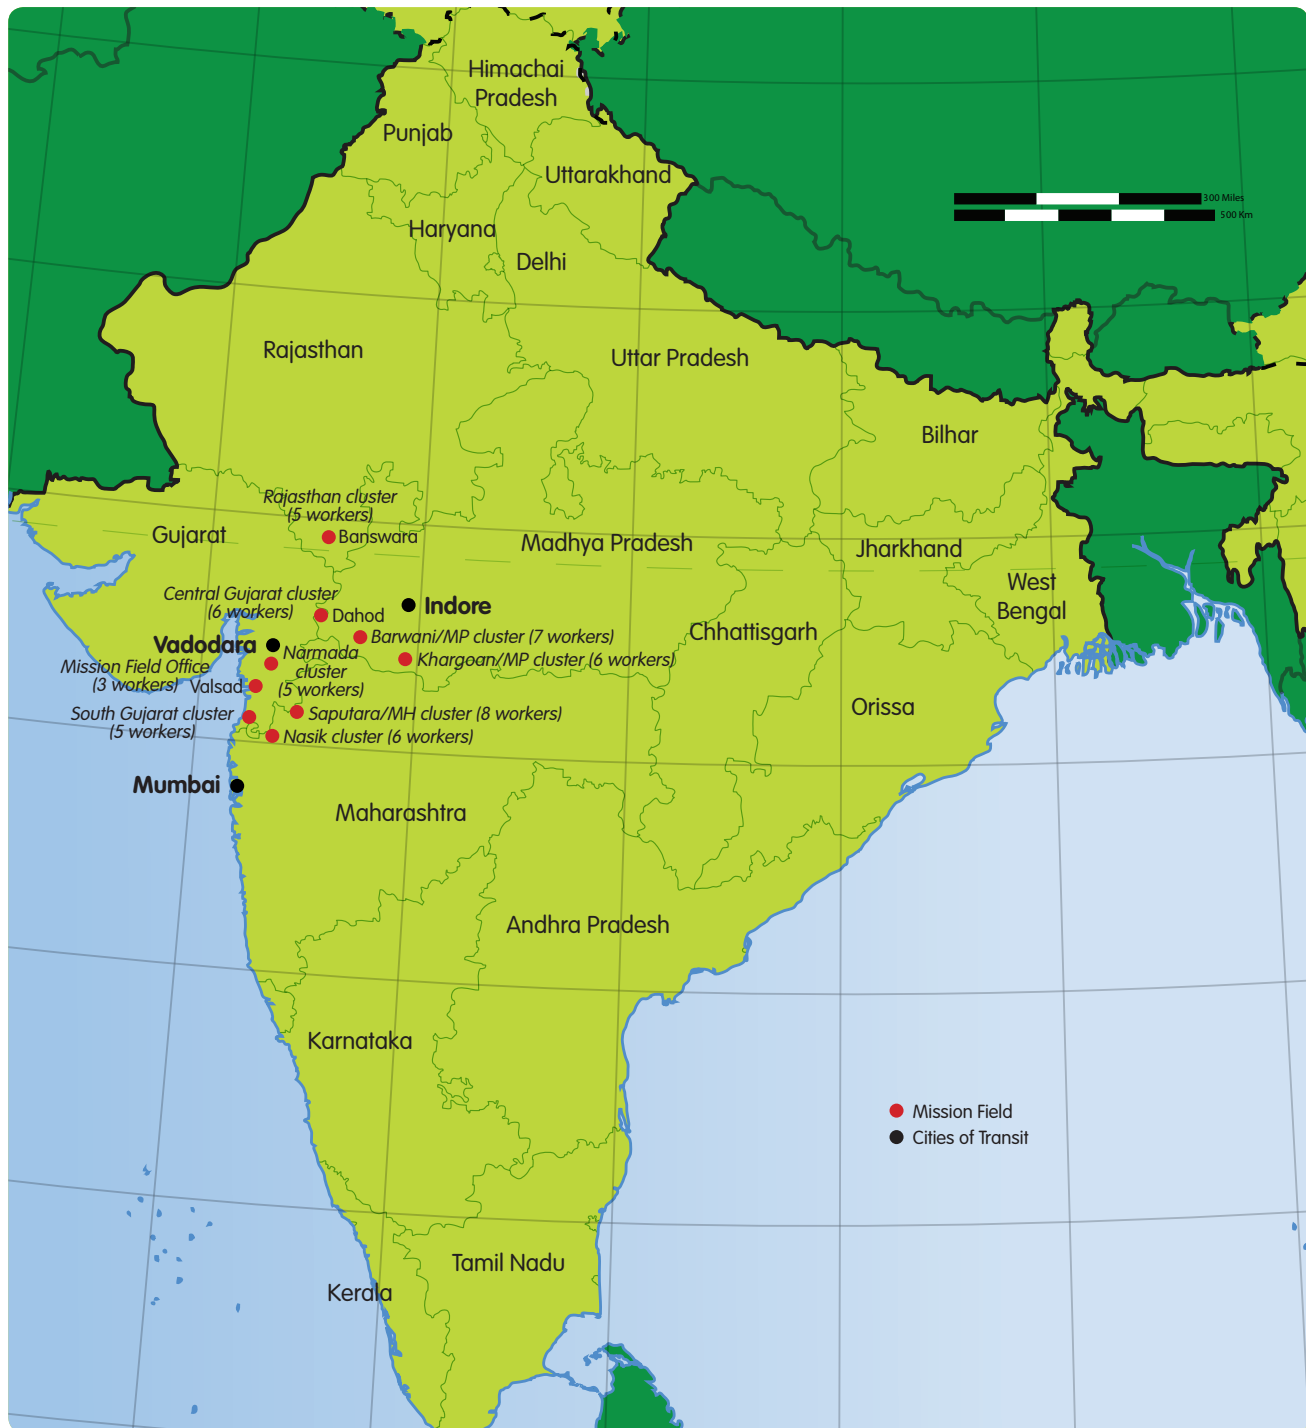 Himachai
Pradesh
Punjab
Uttarakhand
300 Miles
500 Km
Haryana
Delhi
Rajasthan
Uttar Pradesh
Bilhar
Rajasthan cluster
(5 workers)
Gujarat
Banswara
Madhya Pradesh
Jharkhand
West
Bengal
Central Gujarat cluster
(6 workers)
Dahod
Indore
Chhattisgarh
Barwani/MP cluster (7 workers)
Vadodara
Narmada
cluster
(5 workers)
Khargoan/MP cluster (6 workers)
Mission Field Office
(3 workers)
Valsad
Orissa
South Gujarat cluster
(5 workers)
Saputara/MH cluster (8 workers)
Nasik cluster (6 workers)
Mumbai
Maharashtra
Andhra Pradesh
Karnataka
Mission Field
Cities of Transit
Tamil Nadu
Kerala